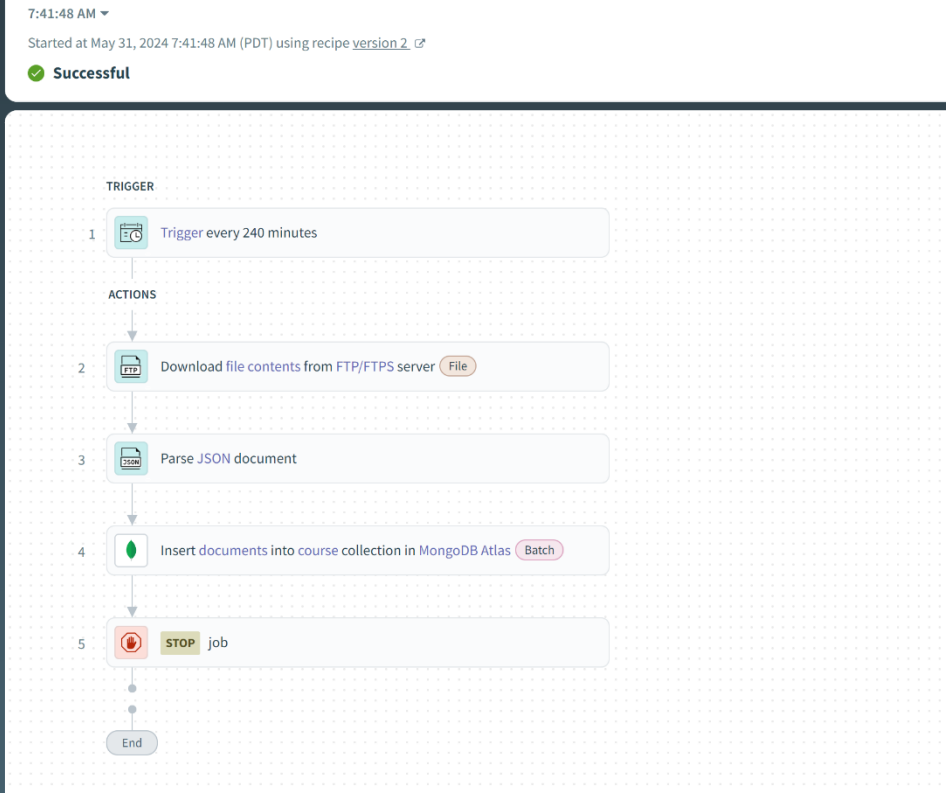 7:41:48 AM
Started at May 31, 2024 7:41:48 AM (PDT) using recipe version 2
Successful
TRIGGER
1 Trigger every 240 minutes
ACTIONS
2 FTP Download file contents from FTP/FTPS server File
3 JSON Parse JSON document
4 Insert documents into course collection in MongoDB Atlas Batch
5 STOP job
End